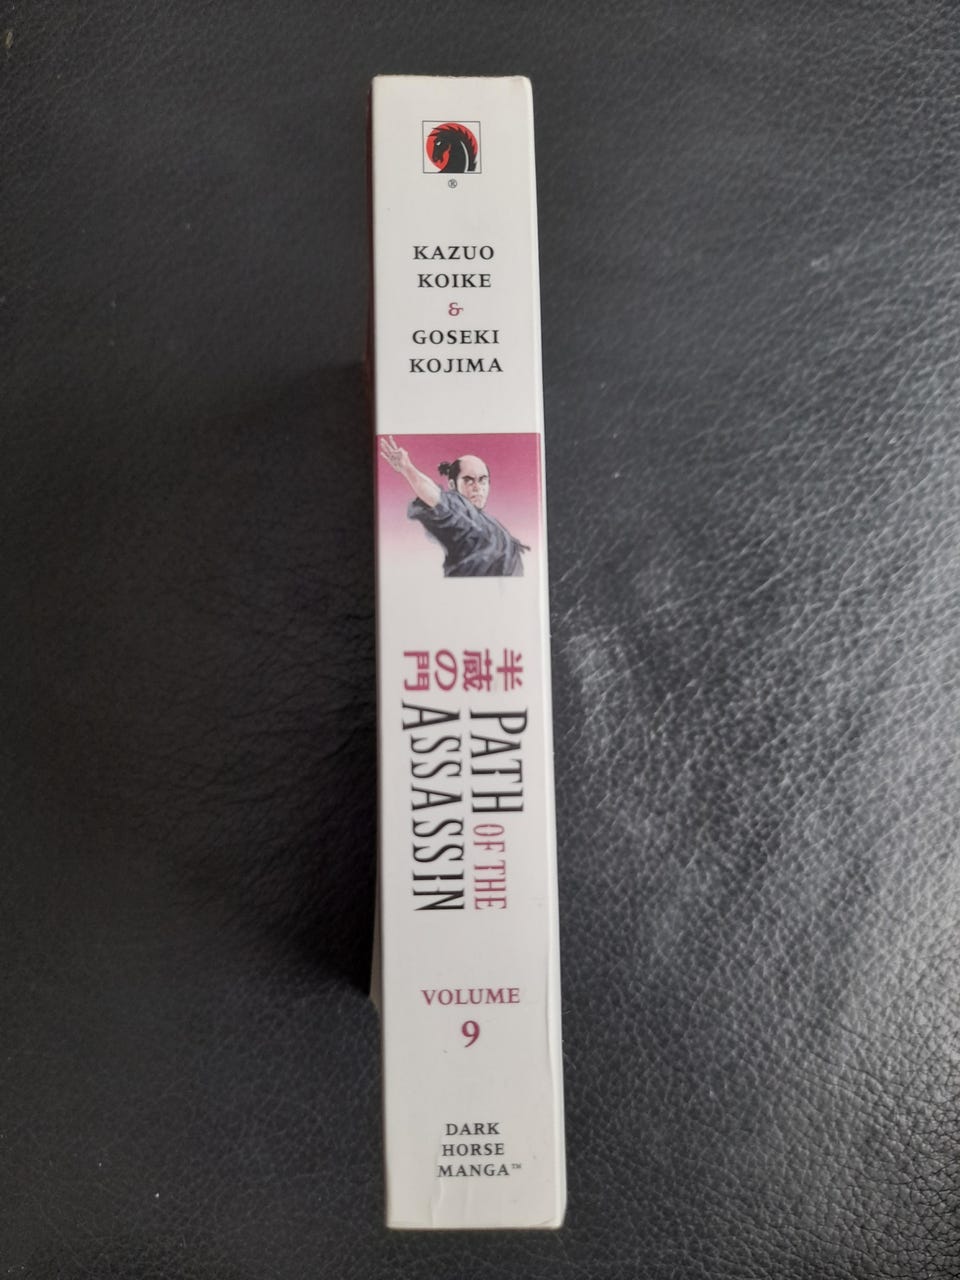 ®
KAZUO
KOIKE
&
GOSEKI
KOJIMA
半蔵の門
PATH OF THE
ASSASSIN
VOLUME
9
DARK
HORSE
MANGA™